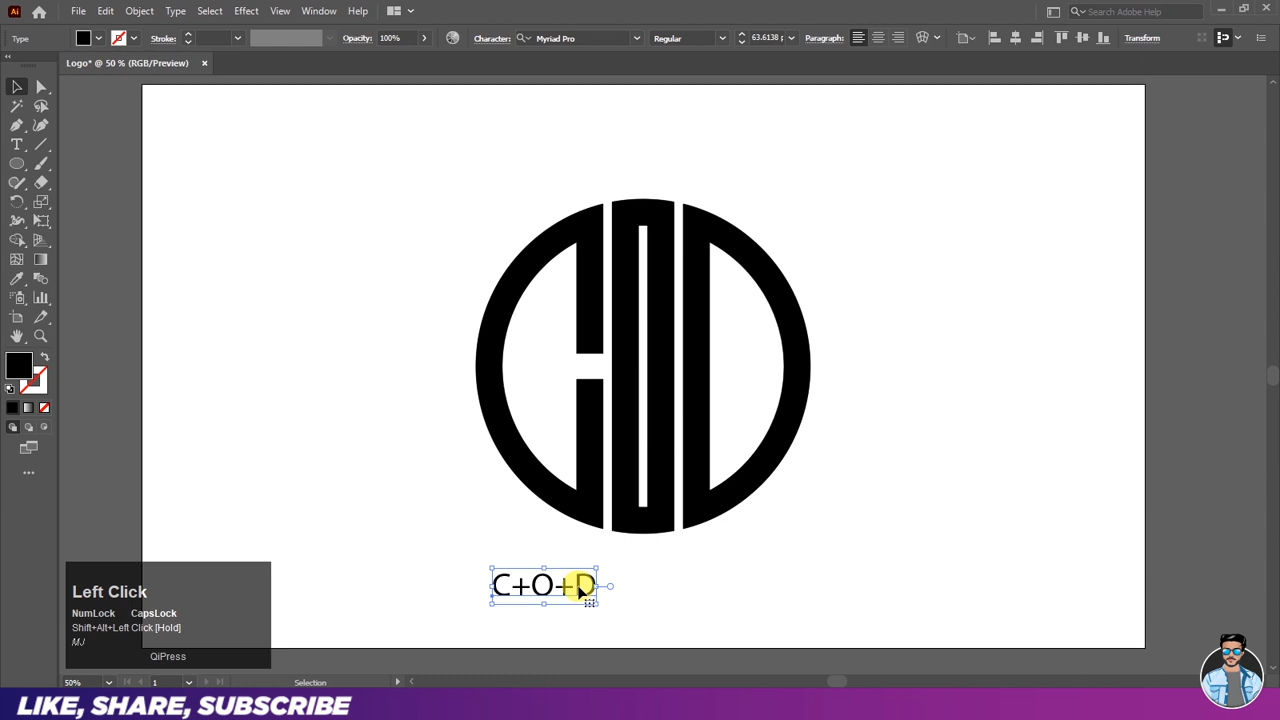 Ai File Edit Object Type Select Effect View Window Help Search Adobe Help
Type Stroke: Opacity: 100% Character: Myriad Pro Regular 63.6138 Paragraph: Transform
Logo* @ 50 % (RGB/Preview)
COD
C+O+D
Left Click
NumLock CapsLock
Shift+Alt+Left Click [Hold]
MJ
QiPress
50% 1 Selection
LIKE, SHARE, SUBSCRIBE